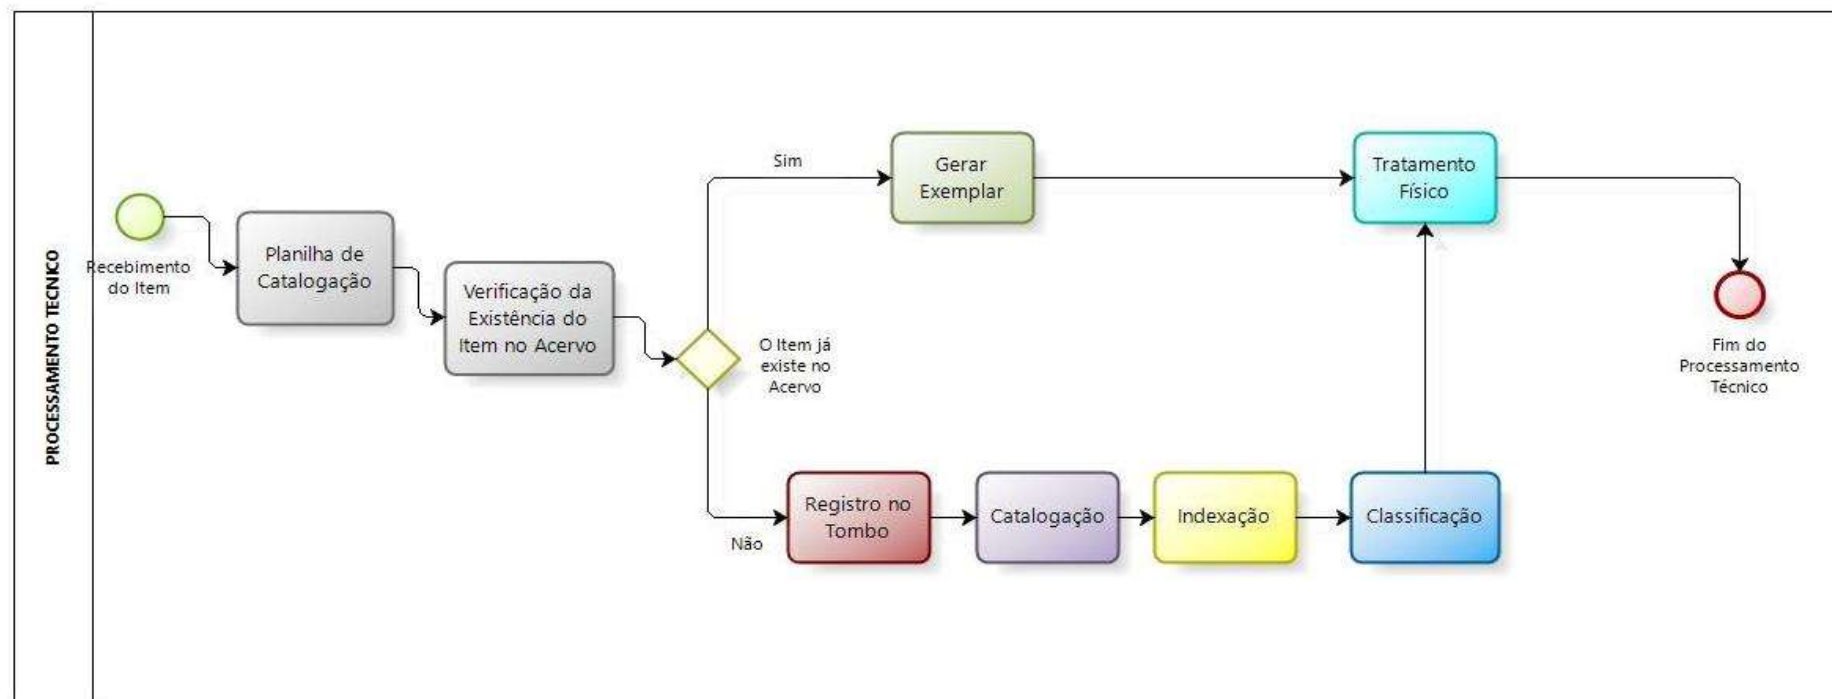 PROCESSAMENTO TECNICO
Recebimento
do Item
Planilha de
Catalogação
Verificação da
Existência do
Item no Acervo
O Item já
existe no
Acervo
Sim
Gerar
Exemplar
Tratamento
Físico
Não
Registro no
Tombo
Catalogação
Indexação
Classificação
Fim do
Processamento
Técnico